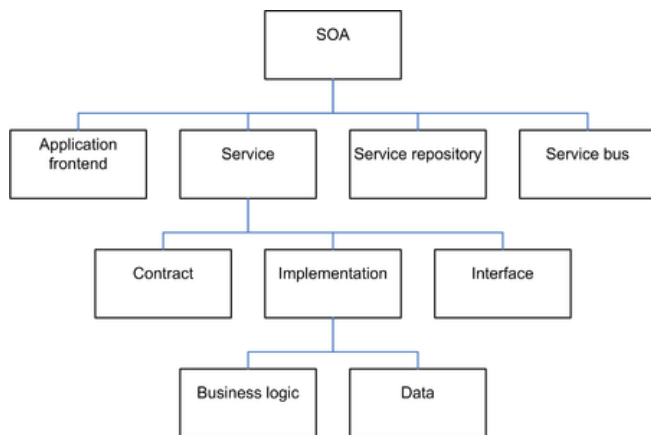 SOA
Application
frontend
Service
Service repository
Service bus
Contract
Implementation
Interface
Business logic
Data